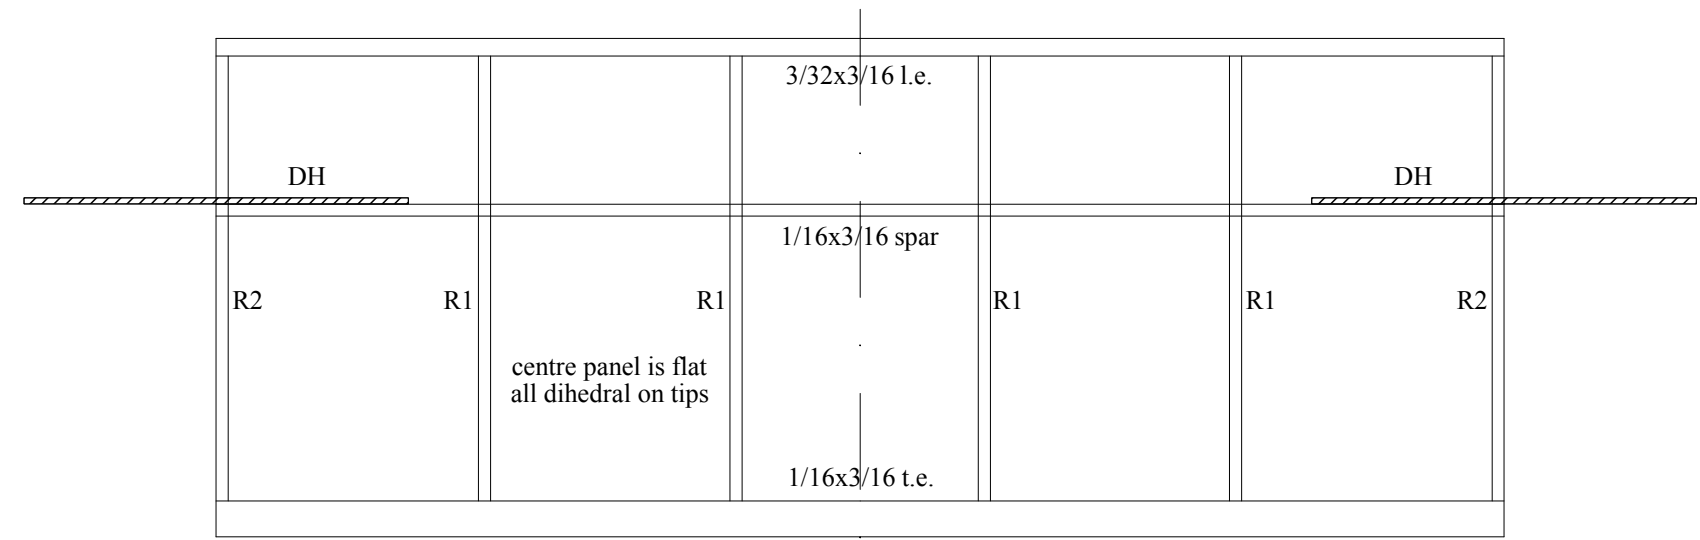 3/32x3/16 l.e.
DH
DH
1/16x3/16 spar
R2
R1
R1
R1
R1
R2
centre panel is flat
all dihedral on tips
1/16x3/16 t.e.